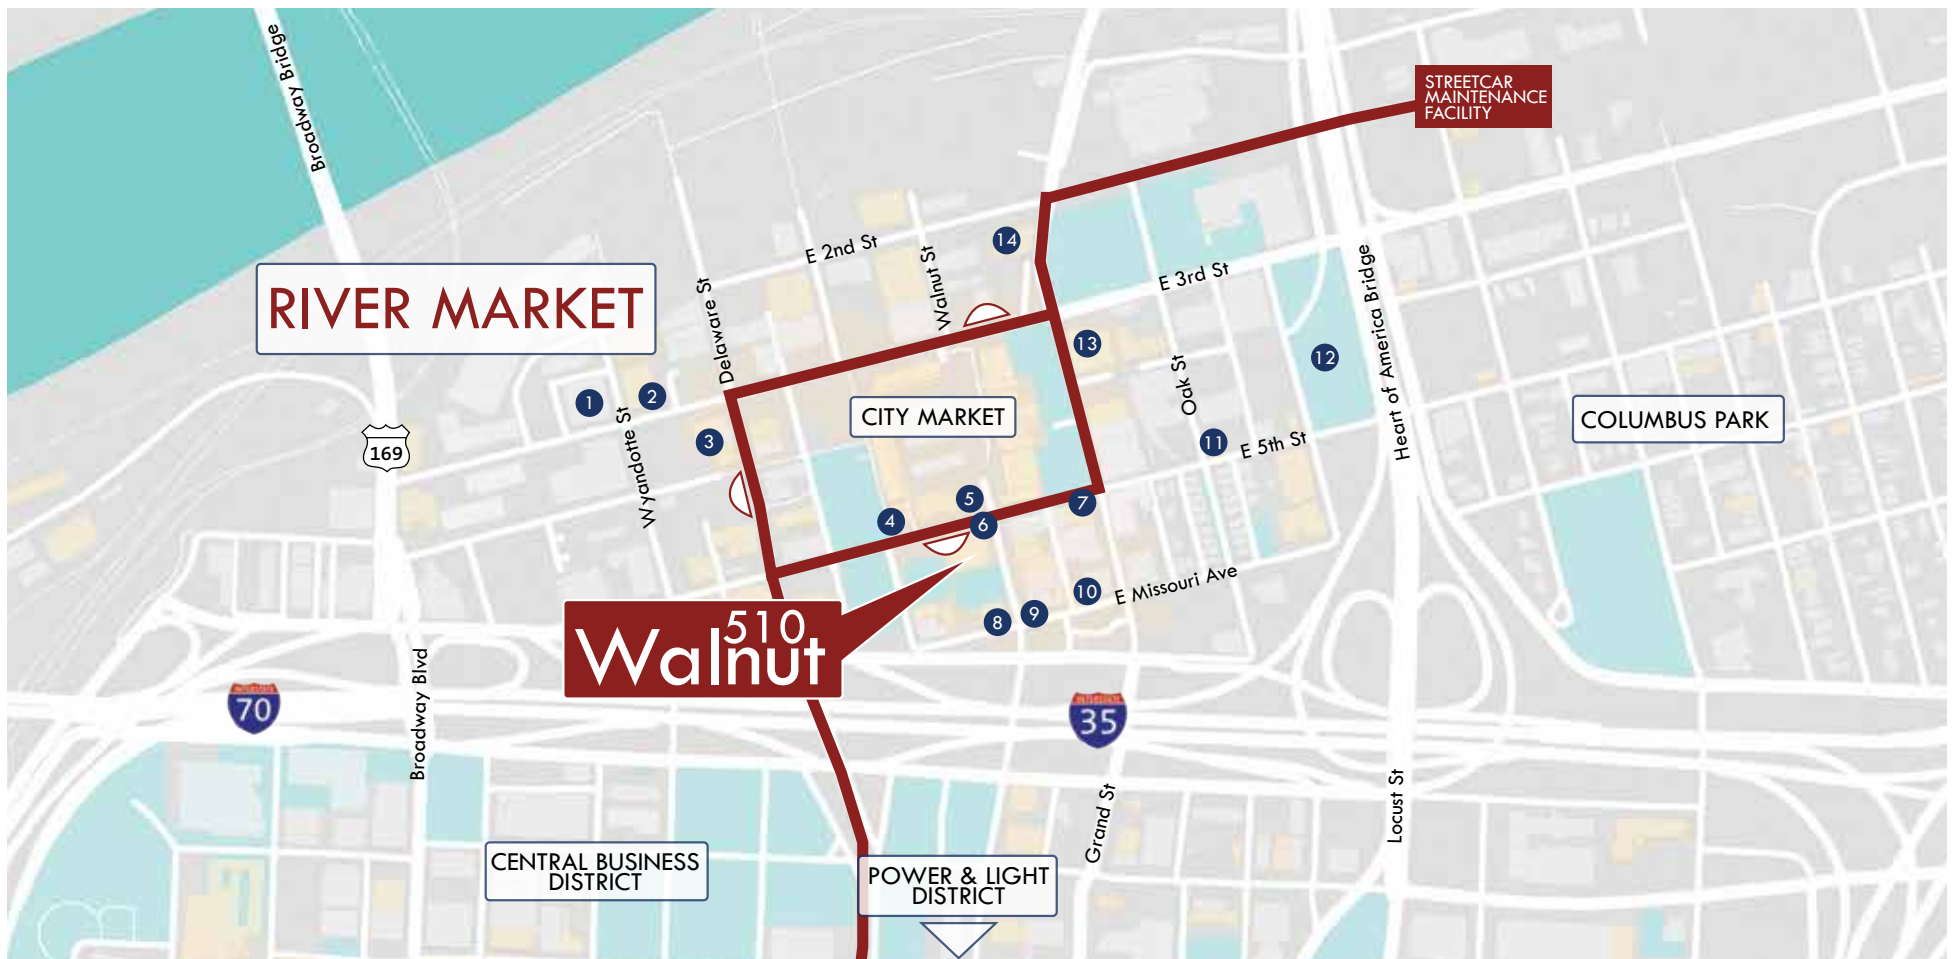 Broadway Bridge
STREETCAR
MAINTENANCE
FACILITY
RIVER MARKET
E 2nd St
Walnut St
14
E 3rd St
Delaware St
Heart of America Bridge
13
12
1
2
3
Wyandotte St
169
CITY MARKET
Oak St
11
E 5th St
COLUMBUS PARK
4
5
6
7
510
Walnut
8
9
10
E Missouri Ave
Broadway Blvd
INTERSTATE
70
INTERSTATE
35
Grand St
Locust St
CENTRAL BUSINESS
DISTRICT
POWER & LIGHT
DISTRICT